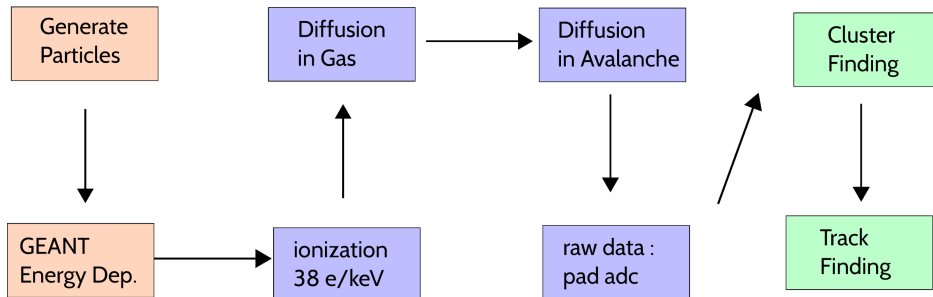 Generate
Particles
GEANT
Energy Dep.
ionization
38 e/keV
Diffusion
in Gas
Diffusion
in Avalanche
raw data :
pad adc
Cluster
Finding
Track
Finding